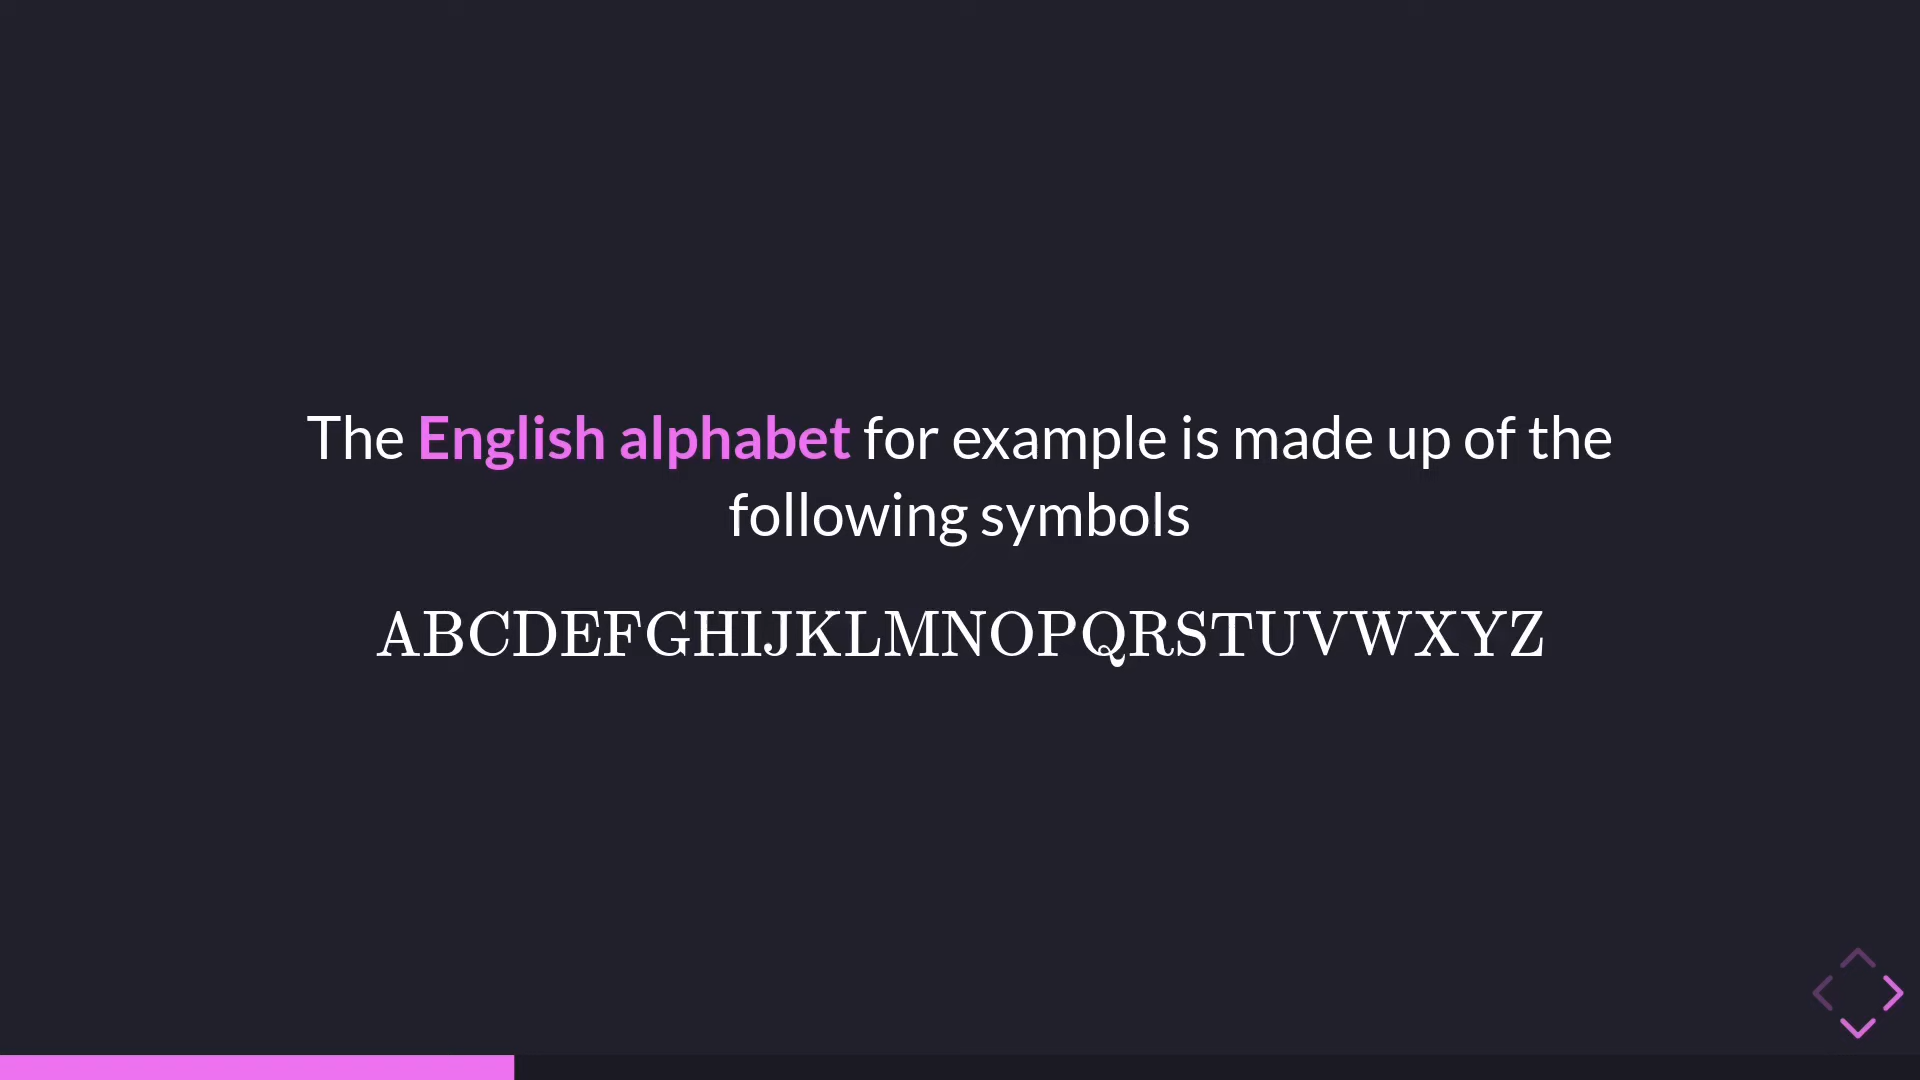 The English alphabet for example is made up of the
following symbols
ABCDEFGHIJKLMNOPQRSTUVWXYZ